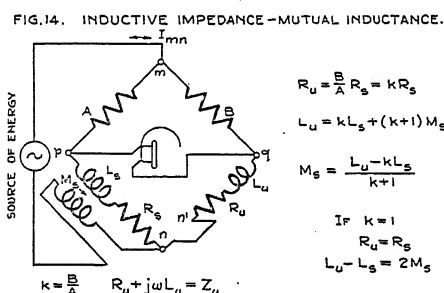 FIG.14. INDUCTIVE IMPEDANCE-MUTUAL INDUCTANCE.
Imn
m
A
B
p
q
SOURCE OF ENERGY
Ms
Ls
Lu
Rs
Ru
n
n'
Ru = B/A Rs = kRs
Lu = kLs+(k+1)Ms
Ms = Lu-kLs/k+1
IF k=1
Ru=Rs
Lu-Ls=2Ms
k=B/A Ru+jωLu=Zu